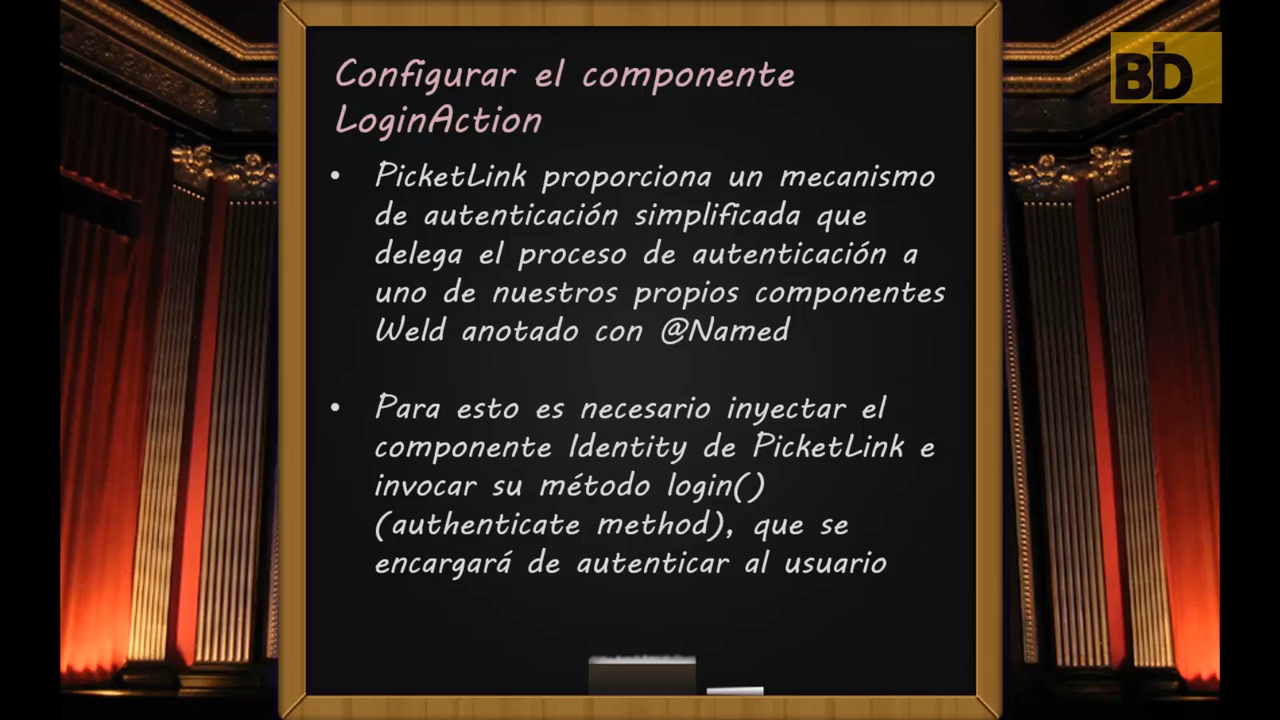 BID
Configurar el componente
LoginAction
• PicketLink proporciona un mecanismo
de autenticación simplificada que
delega el proceso de autenticación a
uno de nuestros propios componentes
Weld anotado con @Named
• Para esto es necesario inyectar el
componente Identity de PicketLink e
invocar su método login()
(authenticate method), que se
encargará de autenticar al usuario